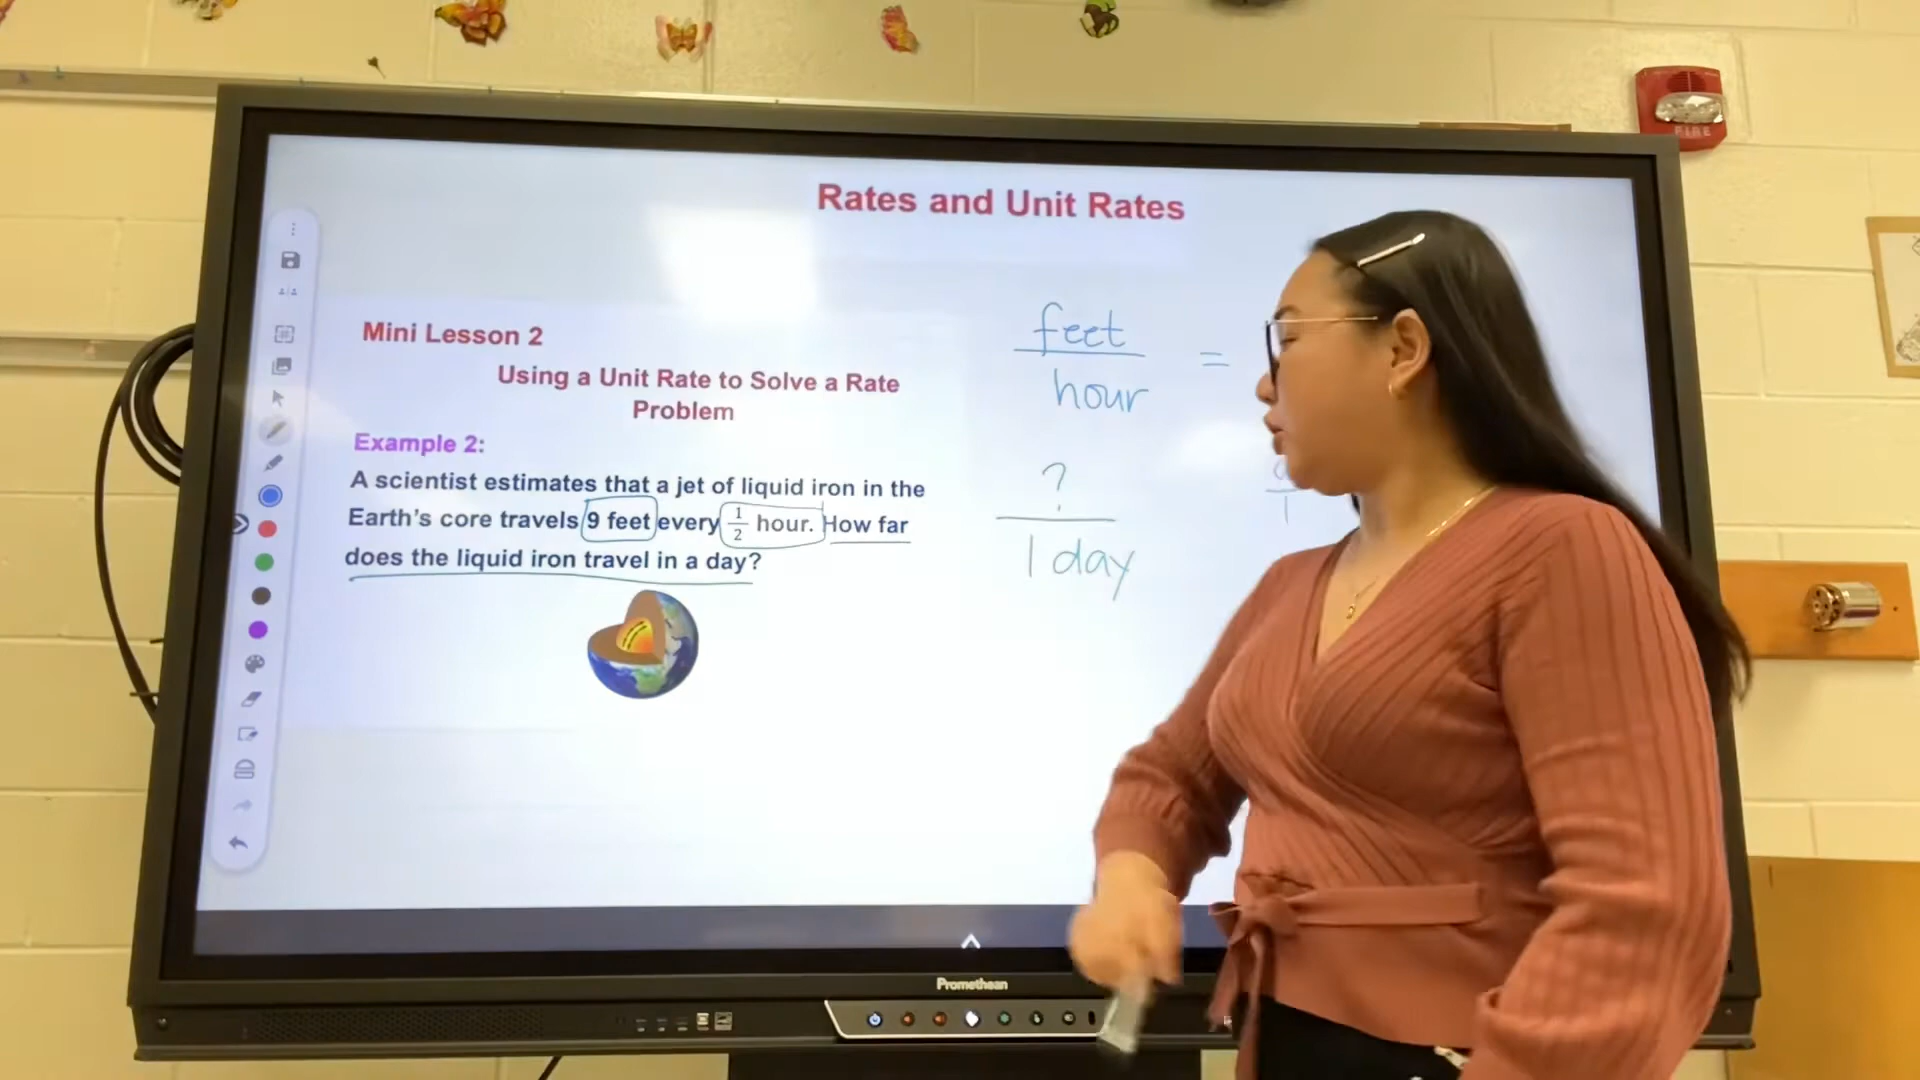 Rates and Unit Rates
Mini Lesson 2
Using a Unit Rate to Solve a Rate
Problem
Example 2:
A scientist estimates that a jet of liquid iron in the
Earth's core travels 9 feet every 1/2 hour. How far
does the liquid iron travel in a day?
feet
hour
=
?
1 day
Promethean
FIRE